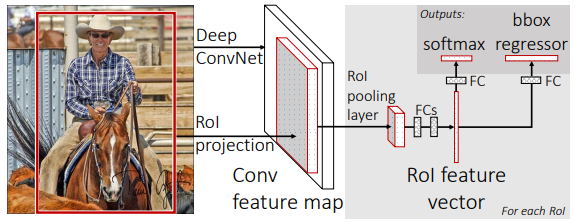 Outputs:
softmax
bbox
regressor
Deep
ConvNet
RoI
projection
Conv
feature map
RoI
pooling
layer
FCs
FC
FC
RoI feature
vector
For each RoI